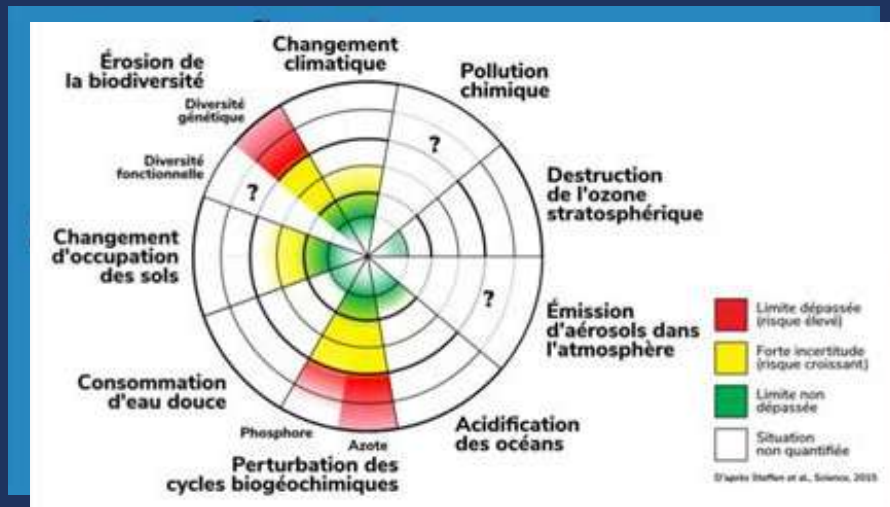 Changement
climatique
Érosion de
la biodiversité
Diversité
génétique
Diversité
fonctionnelle
?
Pollution
chimique
?
Destruction
de l'ozone
stratosphérique
Changement
d'occupation
des sols
?
Émission
d'aérosols dans
l'atmosphère
Consommation
d'eau douce
Phosphore
Azote
Perturbation des
cycles biogéochimiques
Acidification
des océans
Limite dépassée
(risque élevé)
Forte incertitude
(risque croissant)
Limite non
dépassée
Situation
non quantifiée
D'après Steffen et al., Science, 2015